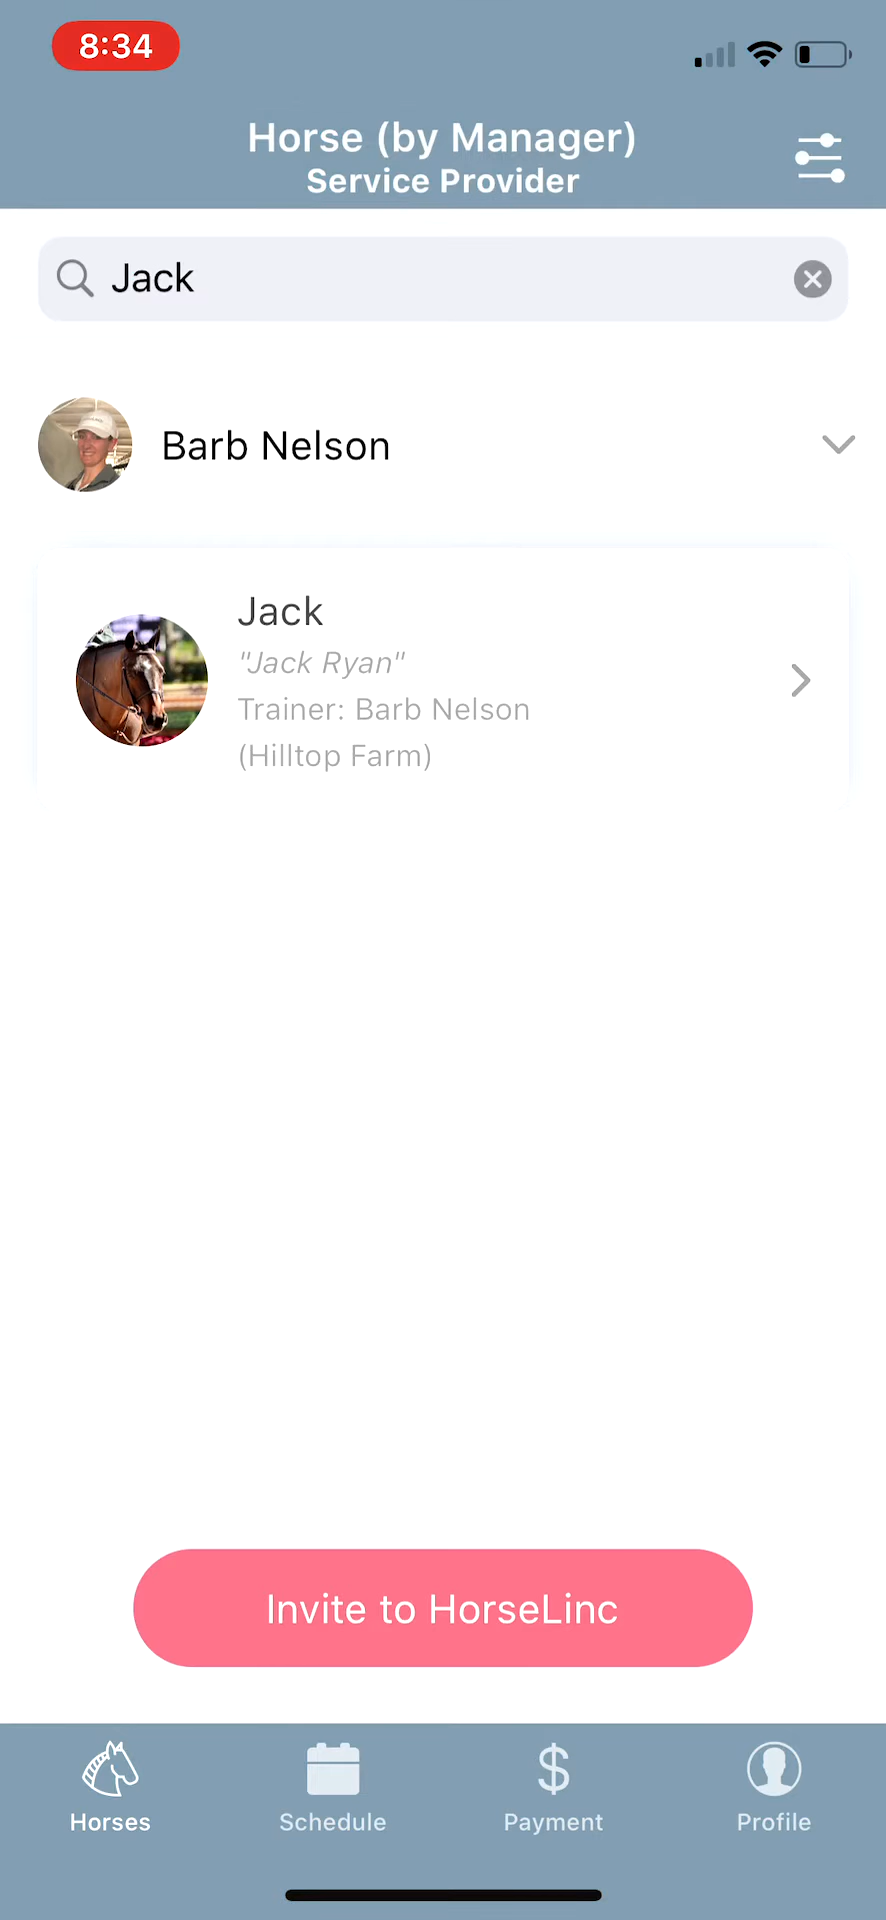 8:34
Horse (by Manager)
Service Provider
Jack
Barb Nelson
Jack
"Jack Ryan"
Trainer: Barb Nelson
(Hilltop Farm)
Invite to HorseLinc
Horses
Schedule
Payment
Profile